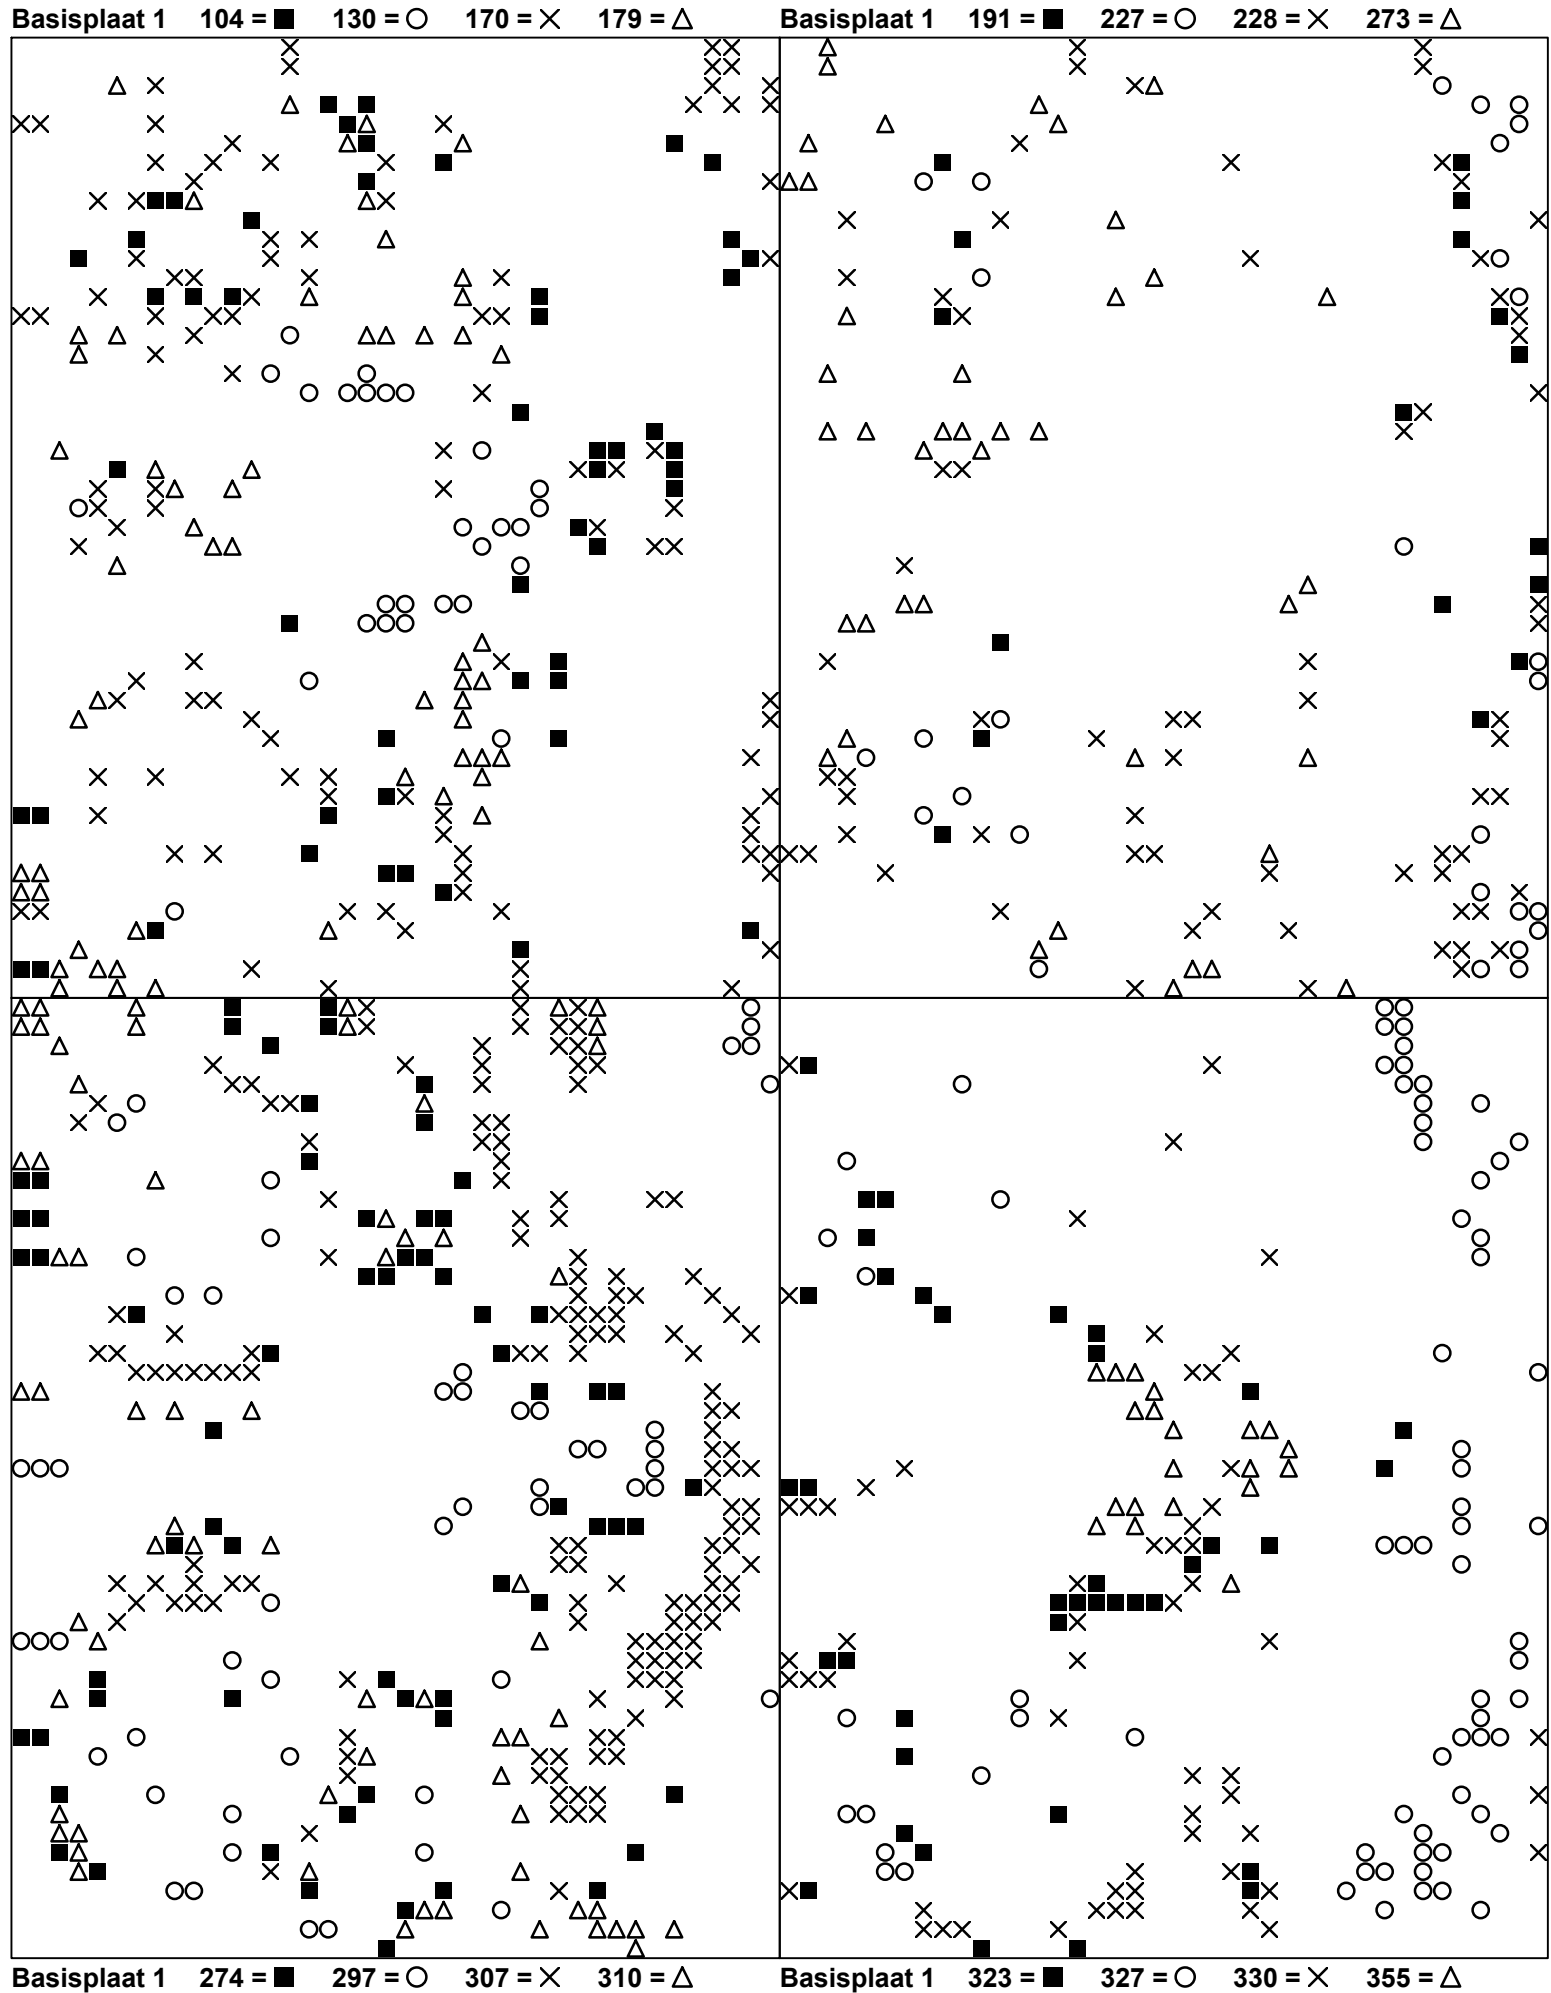 Basisplaat 1 104 = ■ 130 = ○ 170 = × 179 = △
Basisplaat 1 191 = ■ 227 = ○ 228 = × 273 = △
Basisplaat 1 274 = ■ 297 = ○ 307 = × 310 = △
Basisplaat 1 323 = ■ 327 = ○ 330 = × 355 = △